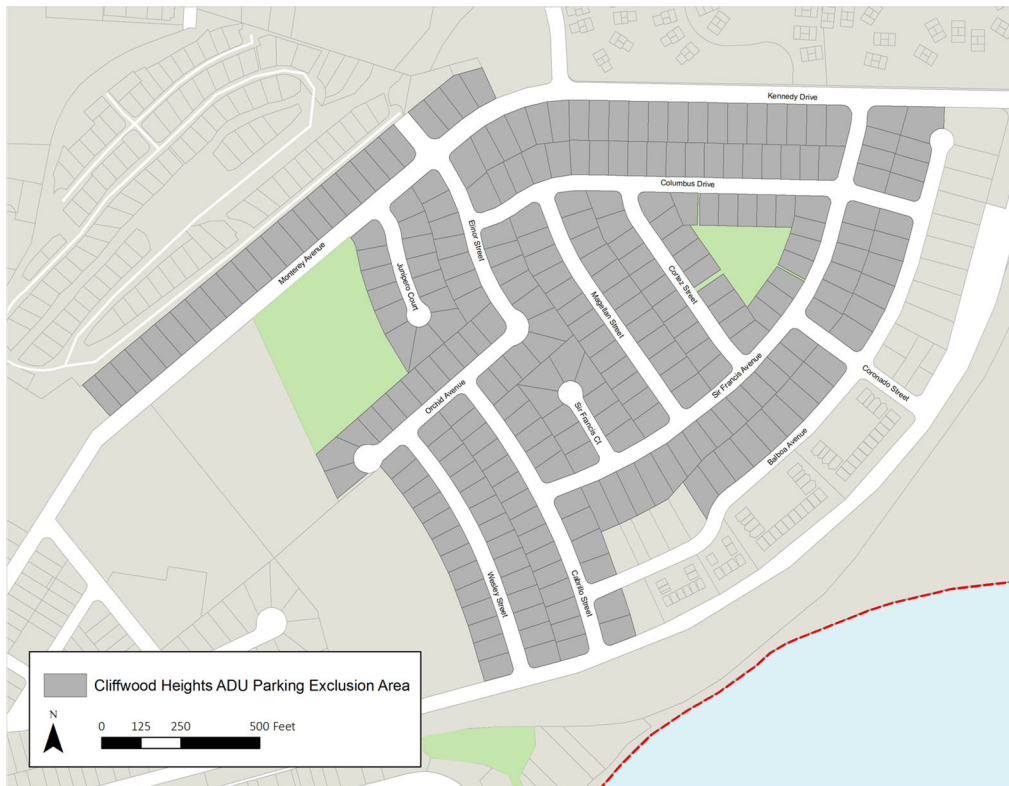 Kennedy Drive
Columbus Drive
Elinor Street
Monterey Avenue
Junipero Court
Cortez Street
Magellan Street
Sir Francis Avenue
Coronado Street
Orchid Avenue
Sir Francis Ct
Balboa Avenue
Wesley Street
Cabrillo Street
Cliffwood Heights ADU Parking Exclusion Area
N
0 125 250 500 Feet